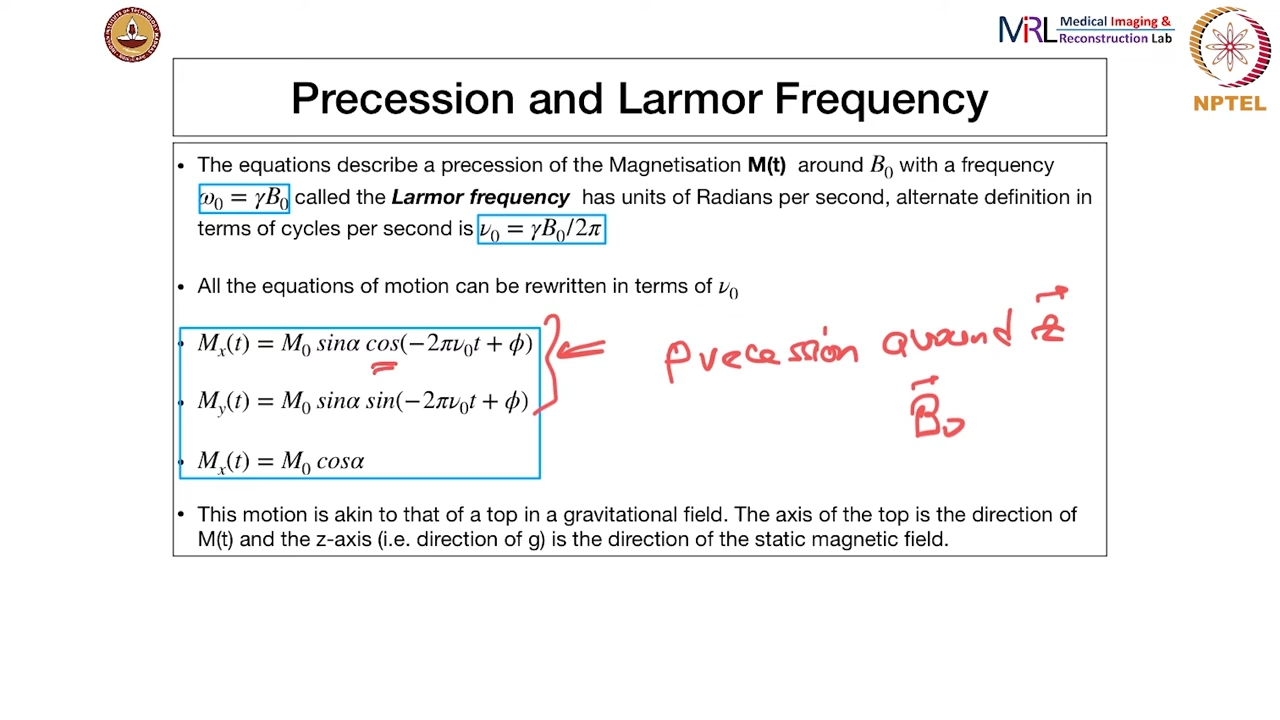 MIRL Medical Imaging &
Reconstruction Lab
NPTEL
Precession and Larmor Frequency
• The equations describe a precession of the Magnetisation M(t) around B₀ with a frequency
ω₀ = γB₀ called the Larmor frequency has units of Radians per second, alternate definition in
terms of cycles per second is ν₀ = γB₀/2π
• All the equations of motion can be rewritten in terms of ν₀
• Mₓ(t) = M₀ sinα cos(−2πν₀t + ϕ)
precession around z⃗
• Mᵧ(t) = M₀ sinα sin(−2πν₀t + ϕ)
B⃗₀
• Mₓ(t) = M₀ cosα
• This motion is akin to that of a top in a gravitational field. The axis of the top is the direction of
M(t) and the z-axis (i.e. direction of g) is the direction of the static magnetic field.